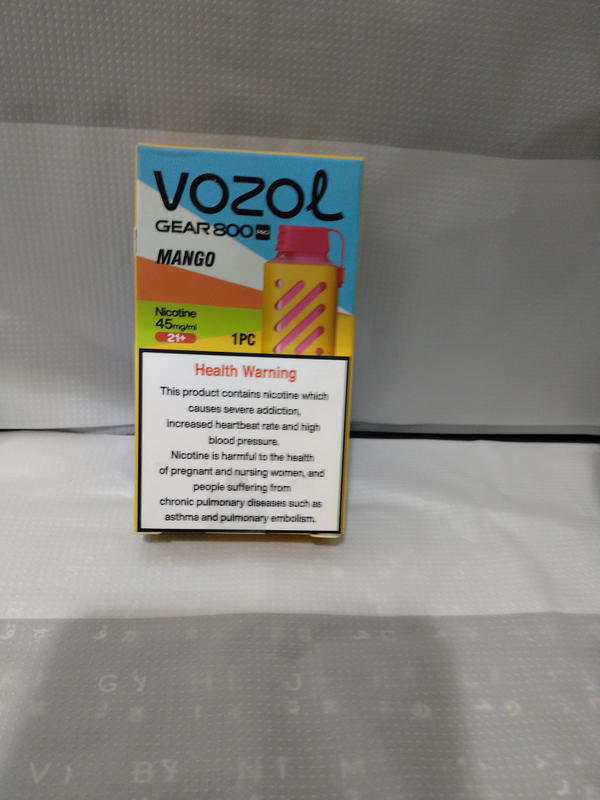 VOZOL
GEAR 800 PRO
MANGO
Nicotine
45mg/ml
21+
1PC
Health Warning
This product contains nicotine which
causes severe addiction,
increased heartbeat rate and high
blood pressure.
Nicotine is harmful to the health
of pregnant and nursing women, and
people suffering from
chronic pulmonary diseases such as
asthma and pulmonary embolism.